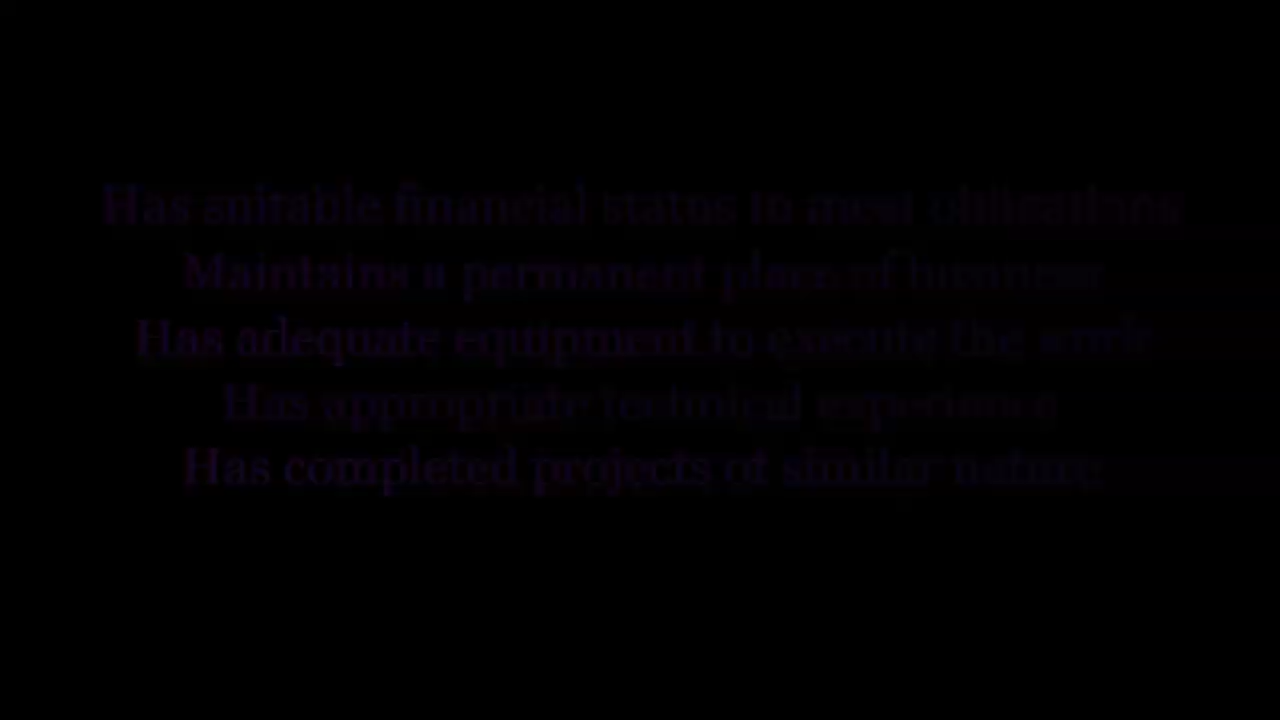 Has suitable financial status to meet obligations
Maintains a permanent place of business
Has adequate equipment to execute the work
Has appropriate technical experience
Has completed projects of similar nature